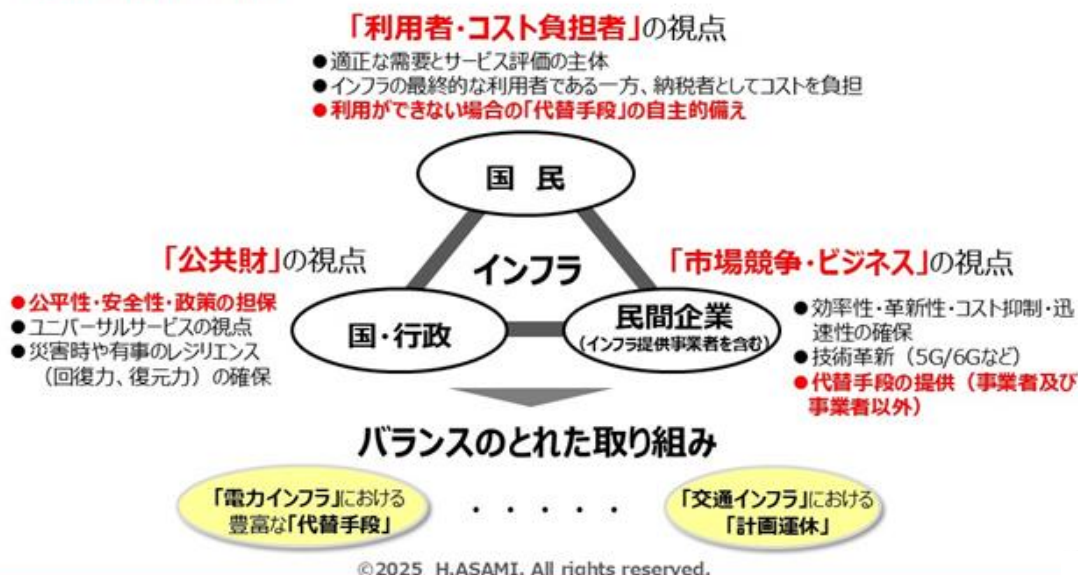 「利用者・コスト負担者」の視点
●適正な需要とサービス評価の主体
●インフラの最終的な利用者である一方、納税者としてコストを負担
●利用ができない場合の「代替手段」の自主的備え
国 民
「公共財」の視点
●公平性・安全性・政策の担保
●ユニバーサルサービスの視点
●災害時や有事のレジリエンス
（回復力、復元力）の確保
インフラ
国・行政
民間企業
(インフラ提供事業者を含む)
「市場競争・ビジネス」の視点
●効率性・革新性・コスト抑制・迅
速性の確保
●技術革新（5G/6Gなど）
●代替手段の提供（事業者及び
事業者以外）
バランスのとれた取り組み
「電力インフラ」における
豊富な「代替手段」
・・・・・
「交通インフラ」における
「計画運休」
©2025 H.ASAMI. All rights reserved.